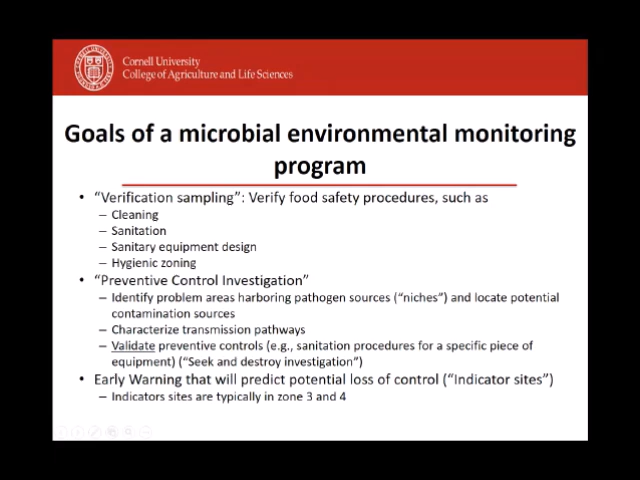 Cornell University
College of Agriculture and Life Sciences
Goals of a microbial environmental monitoring
program
• “Verification sampling”: Verify food safety procedures, such as
– Cleaning
– Sanitation
– Sanitary equipment design
– Hygienic zoning
• “Preventive Control Investigation”
– Identify problem areas harboring pathogen sources (“niches”) and locate potential
contamination sources
– Characterize transmission pathways
– Validate preventive controls (e.g., sanitation procedures for a specific piece of
equipment) (“Seek and destroy investigation”)
• Early Warning that will predict potential loss of control (“Indicator sites”)
– Indicators sites are typically in zone 3 and 4